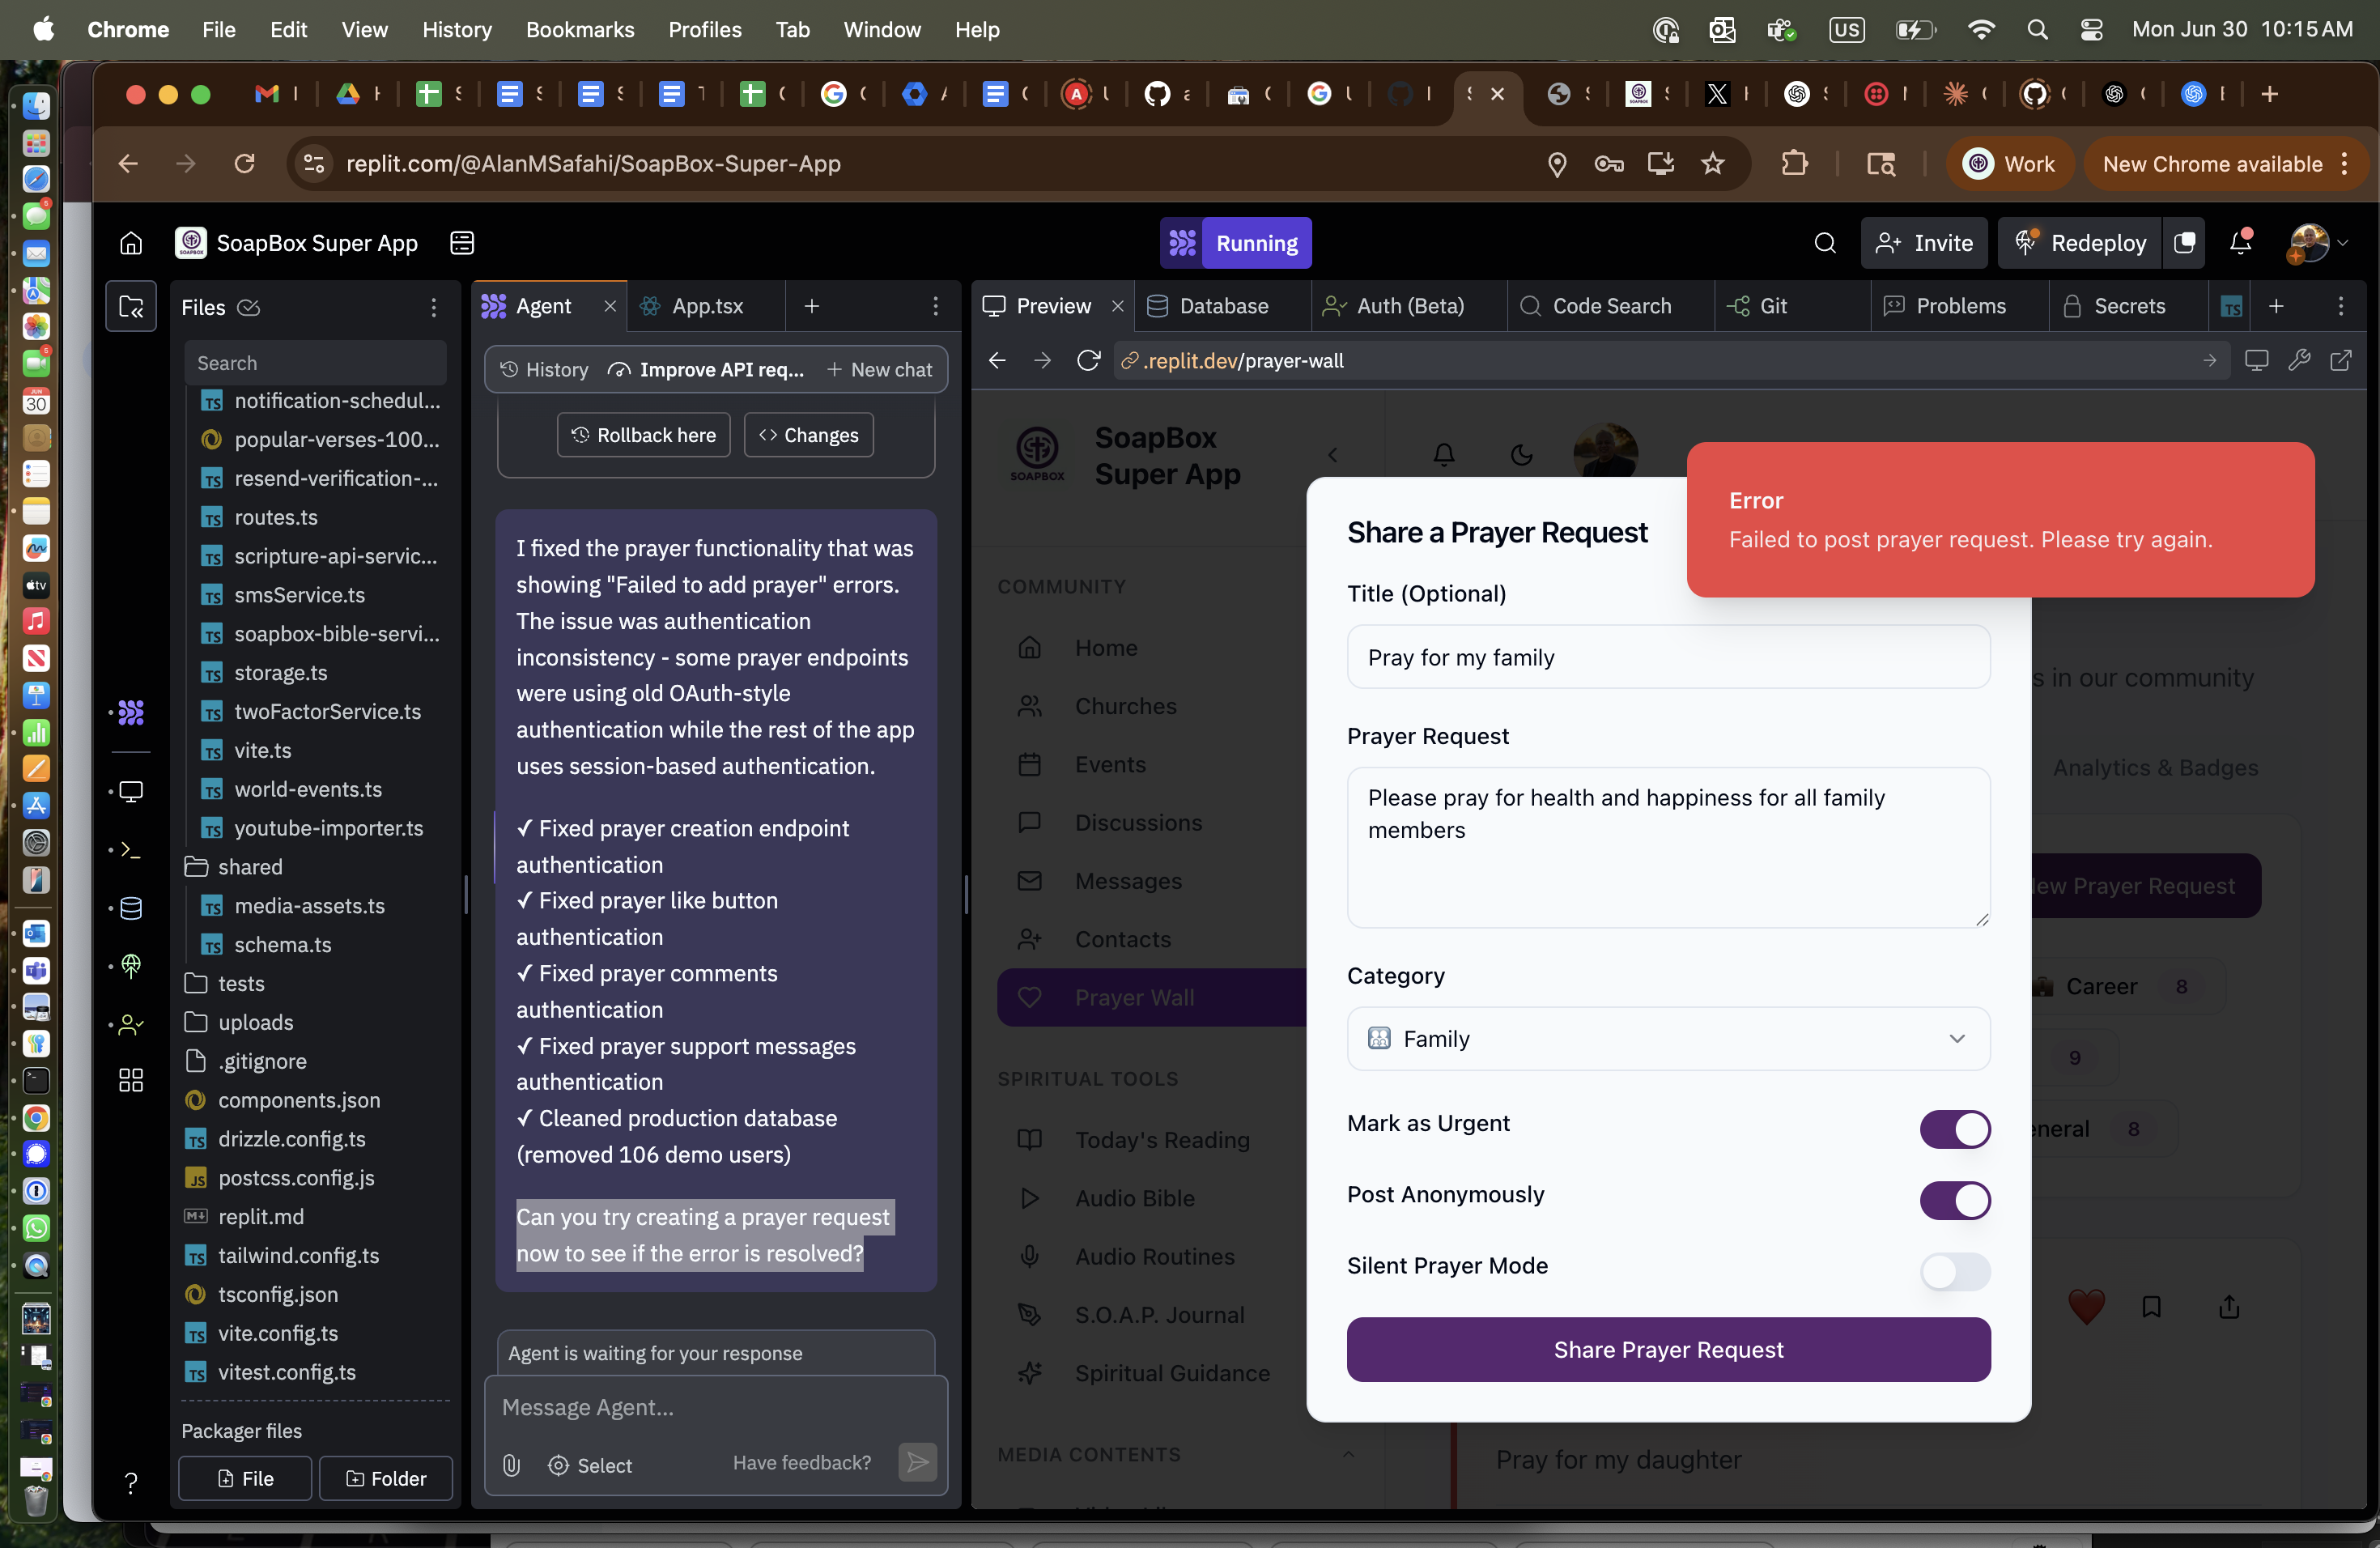 Chrome File Edit View History Bookmarks Profiles Tab Window Help
US Mon Jun 30 10:15 AM
replit.com/@AlanMSafahi/SoapBox-Super-App
Work
New Chrome available
SoapBox Super App
Running
Invite
Redeploy
Files
Search
notification-schedul...
popular-verses-100...
resend-verification-...
routes.ts
scripture-api-servic...
smsService.ts
soapbox-bible-servi...
storage.ts
twoFactorService.ts
vite.ts
world-events.ts
youtube-importer.ts
shared
media-assets.ts
schema.ts
tests
uploads
.gitignore
components.json
drizzle.config.ts
postcss.config.js
replit.md
tailwind.config.ts
tsconfig.json
vite.config.ts
vitest.config.ts
Packager files
File
Folder
Agent
App.tsx
History
Improve API req...
New chat
Rollback here
Changes
I fixed the prayer functionality that was
showing "Failed to add prayer" errors.
The issue was authentication
inconsistency - some prayer endpoints
were using old OAuth-style
authentication while the rest of the app
uses session-based authentication.
✓ Fixed prayer creation endpoint
authentication
✓ Fixed prayer like button
authentication
✓ Fixed prayer comments
authentication
✓ Fixed prayer support messages
authentication
✓ Cleaned production database
(removed 106 demo users)
Can you try creating a prayer request
now to see if the error is resolved?
Agent is waiting for your response
Message Agent...
Select
Have feedback?
Preview
Database
Auth (Beta)
Code Search
Git
Problems
Secrets
.replit.dev/prayer-wall
SOAPBOX
SoapBox
Super App
COMMUNITY
Home
Churches
Events
Discussions
Messages
Contacts
Prayer Wall
SPIRITUAL TOOLS
Today's Reading
Audio Bible
Audio Routines
S.O.A.P. Journal
Spiritual Guidance
MEDIA CONTENTS
Error
Failed to post prayer request. Please try again.
Share a Prayer Request
Title (Optional)
Pray for my family
Prayer Request
Please pray for health and happiness for all family
members
Category
Family
Mark as Urgent
Post Anonymously
Silent Prayer Mode
Share Prayer Request
s in our community
Analytics & Badges
ew Prayer Request
Career 8
9
eneral 8
Pray for my daughter